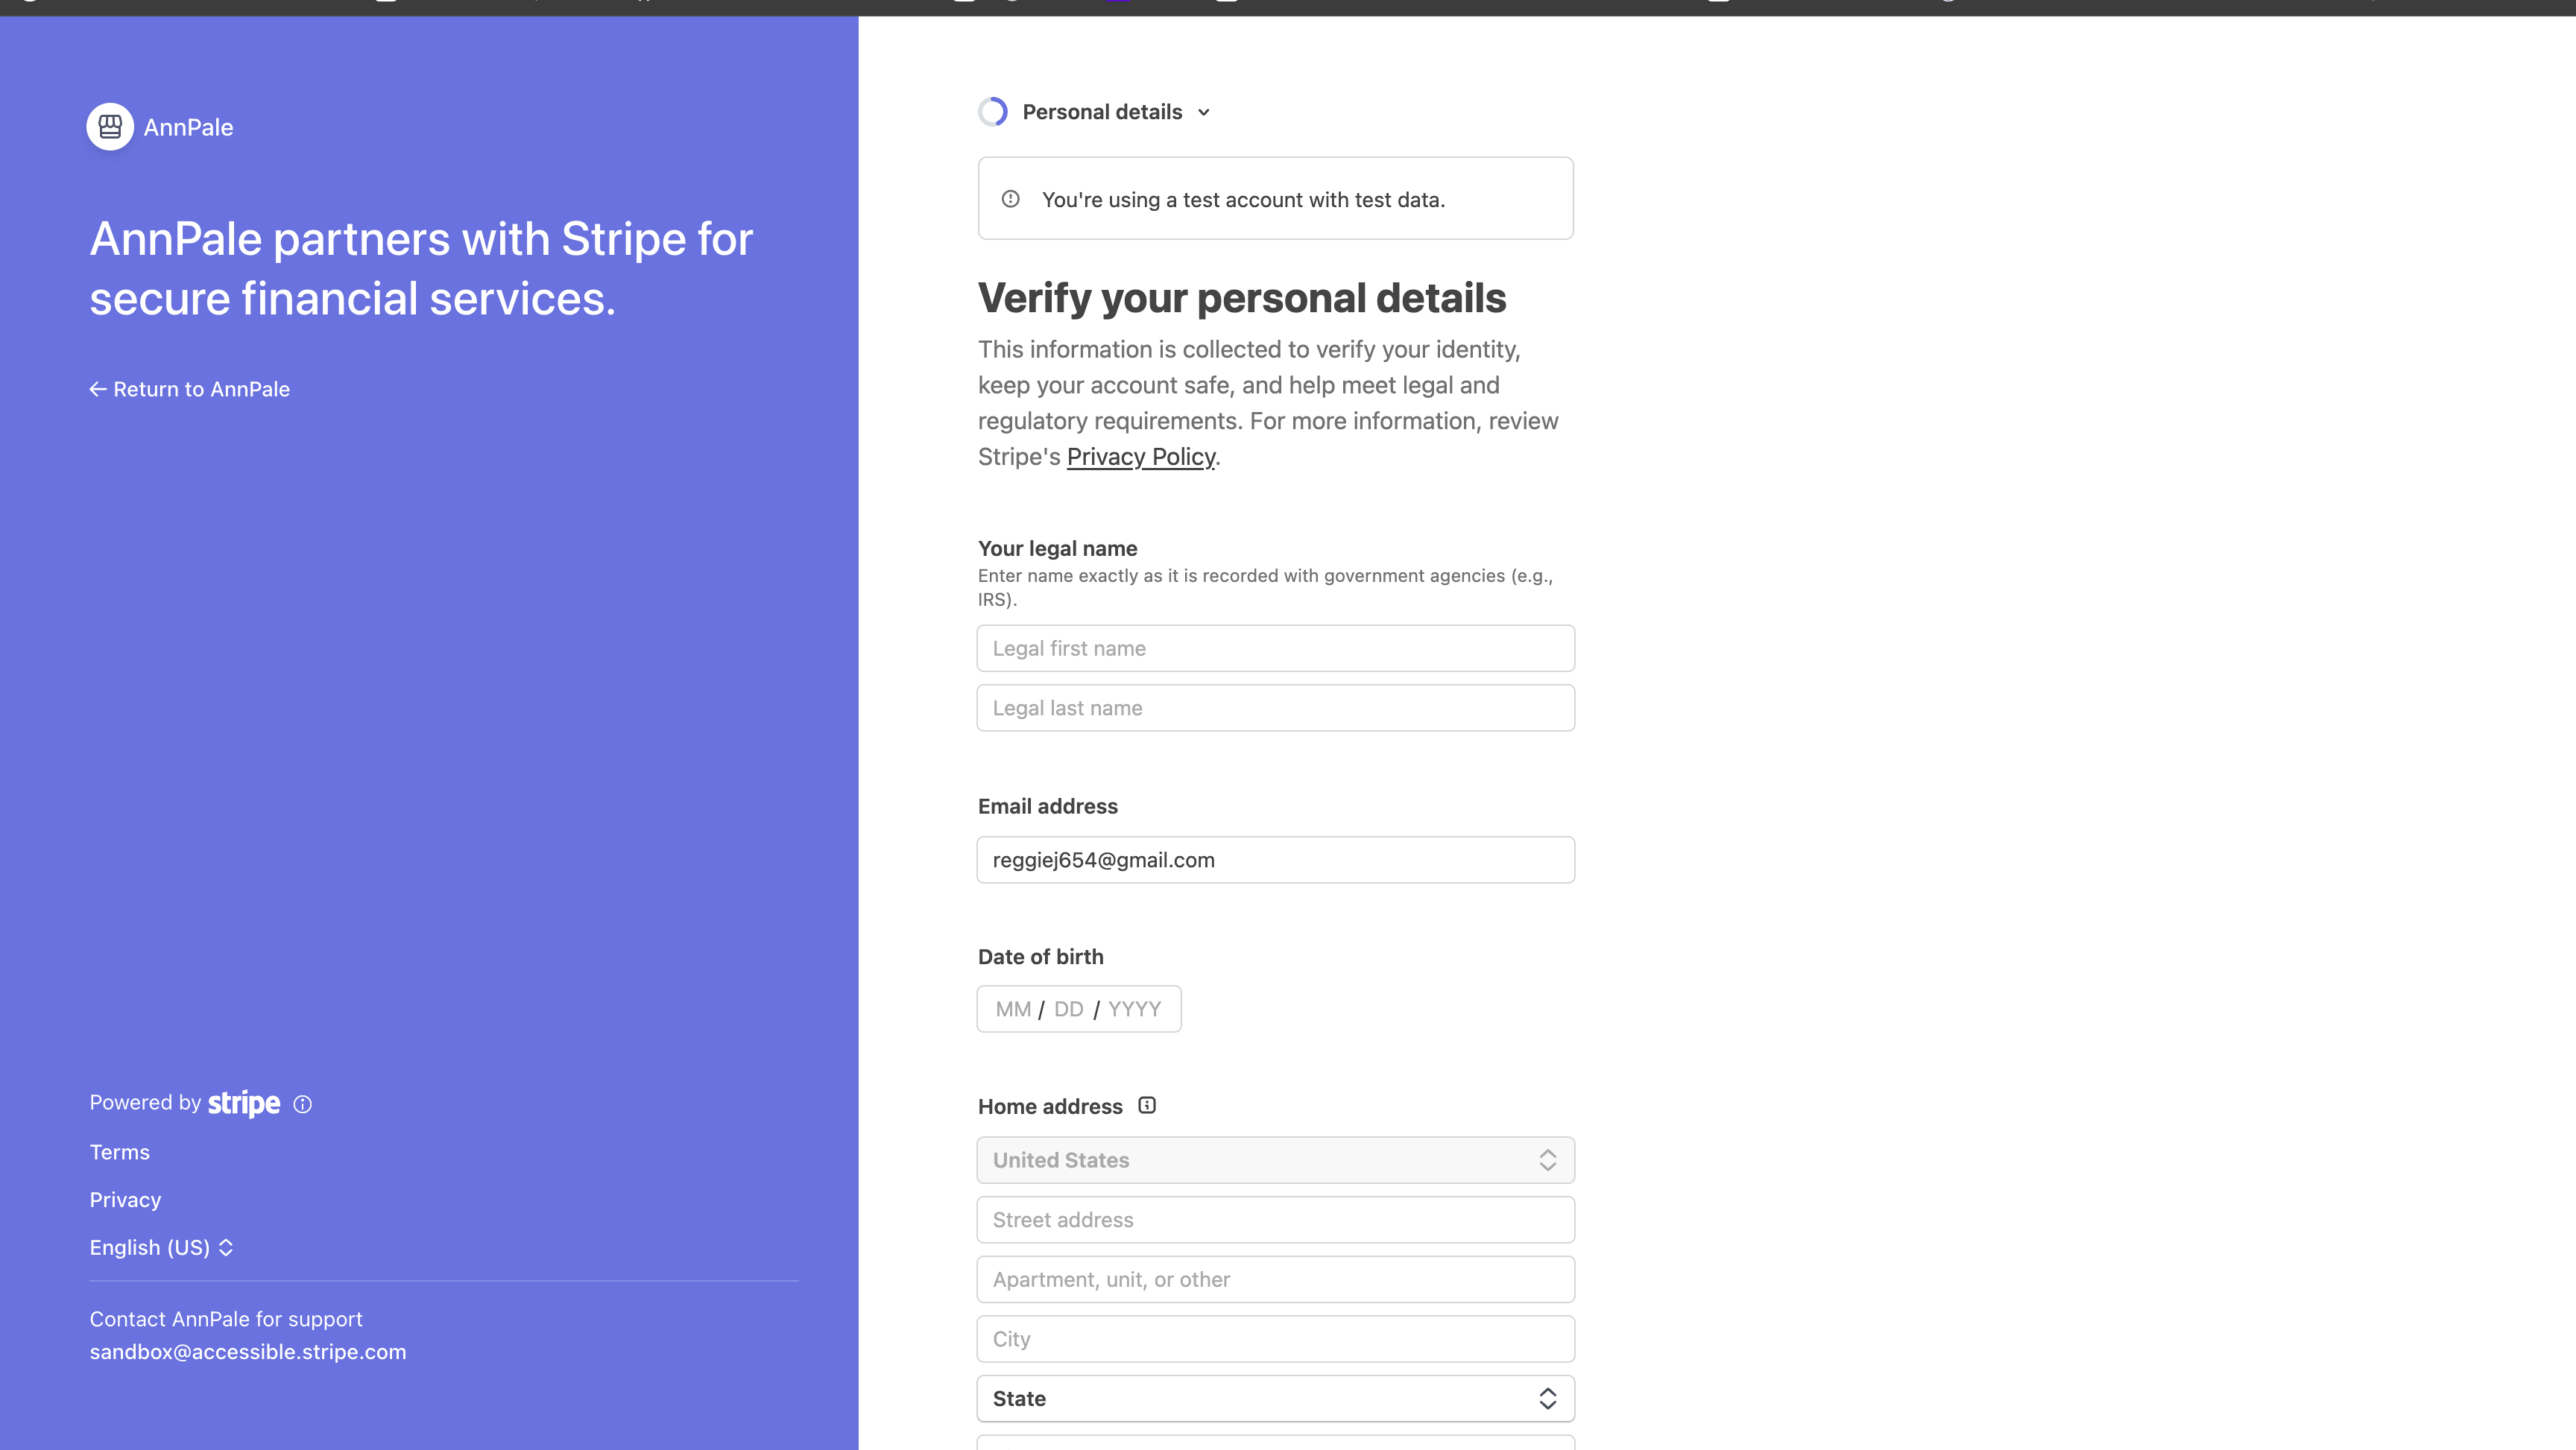 AnnPale
AnnPale partners with Stripe for
secure financial services.
Return to AnnPale
Powered by stripe
Terms
Privacy
English (US)
Contact AnnPale for support
sandbox@accessible.stripe.com
Personal details
You're using a test account with test data.
Verify your personal details
This information is collected to verify your identity,
keep your account safe, and help meet legal and
regulatory requirements. For more information, review
Stripe's Privacy Policy.
Your legal name
Enter name exactly as it is recorded with government agencies (e.g.,
IRS).
Legal first name
Legal last name
Email address
reggiej654@gmail.com
Date of birth
MM / DD / YYYY
Home address
United States
Street address
Apartment, unit, or other
City
State